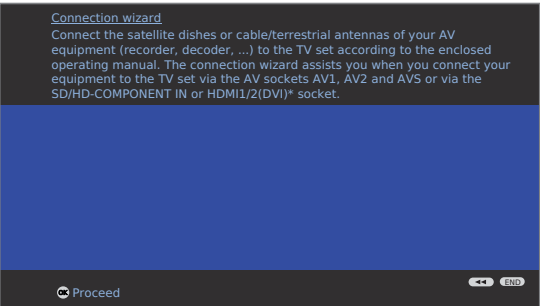 Connection wizard
Connect the satellite dishes or cable/terrestrial antennas of your AV
equipment (recorder, decoder, ...) to the TV set according to the enclosed
operating manual. The connection wizard assists you when you connect your
equipment to the TV set via the AV sockets AV1, AV2 and AVS or via the
SD/HD-COMPONENT IN or HDMI1/2(DVI)* socket.
END
OK Proceed